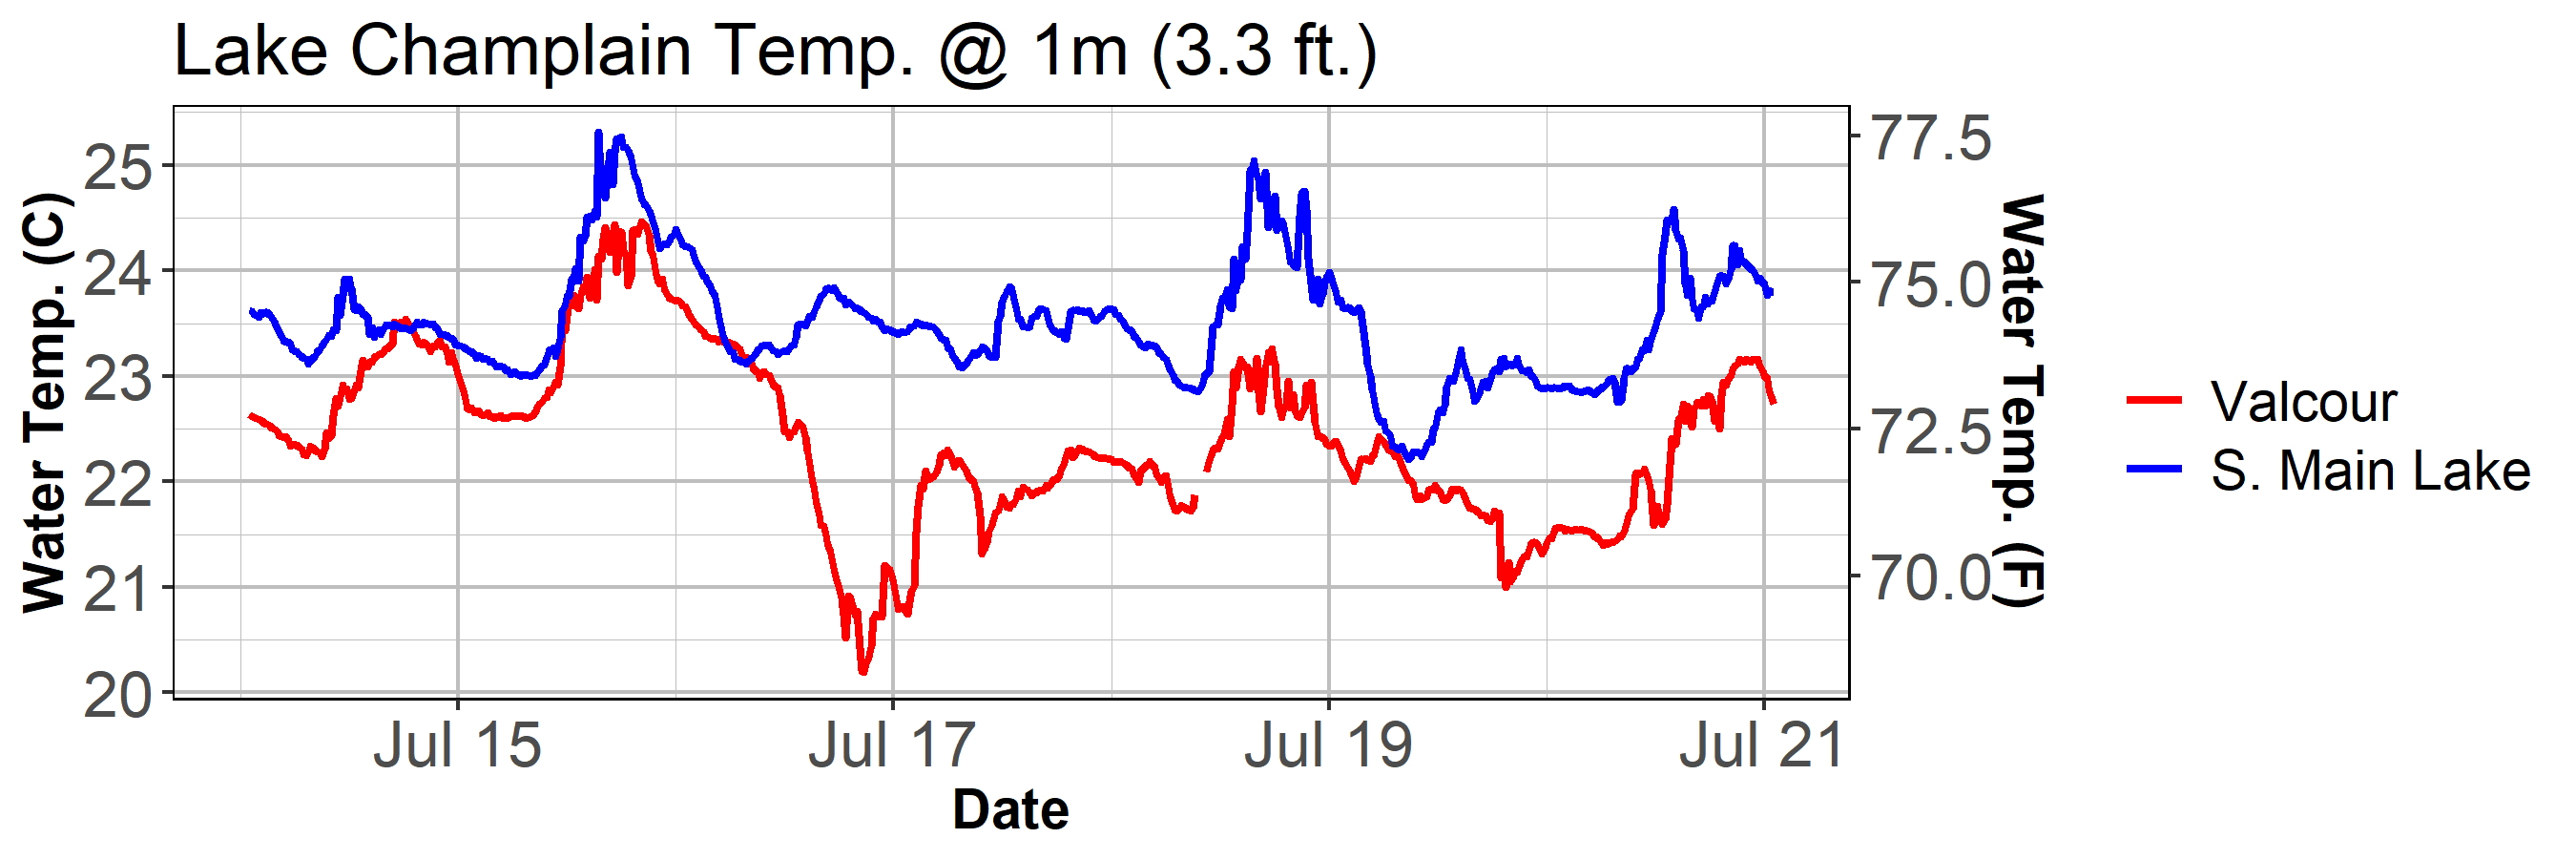 Lake Champlain Temp. @ 1m (3.3 ft.)
Water Temp. (C)
25
24
23
22
21
20
77.5
75.0
72.5
70.0
Water Temp. (F)
Jul 15
Jul 17
Jul 19
Jul 21
Date
Valcour
S. Main Lake